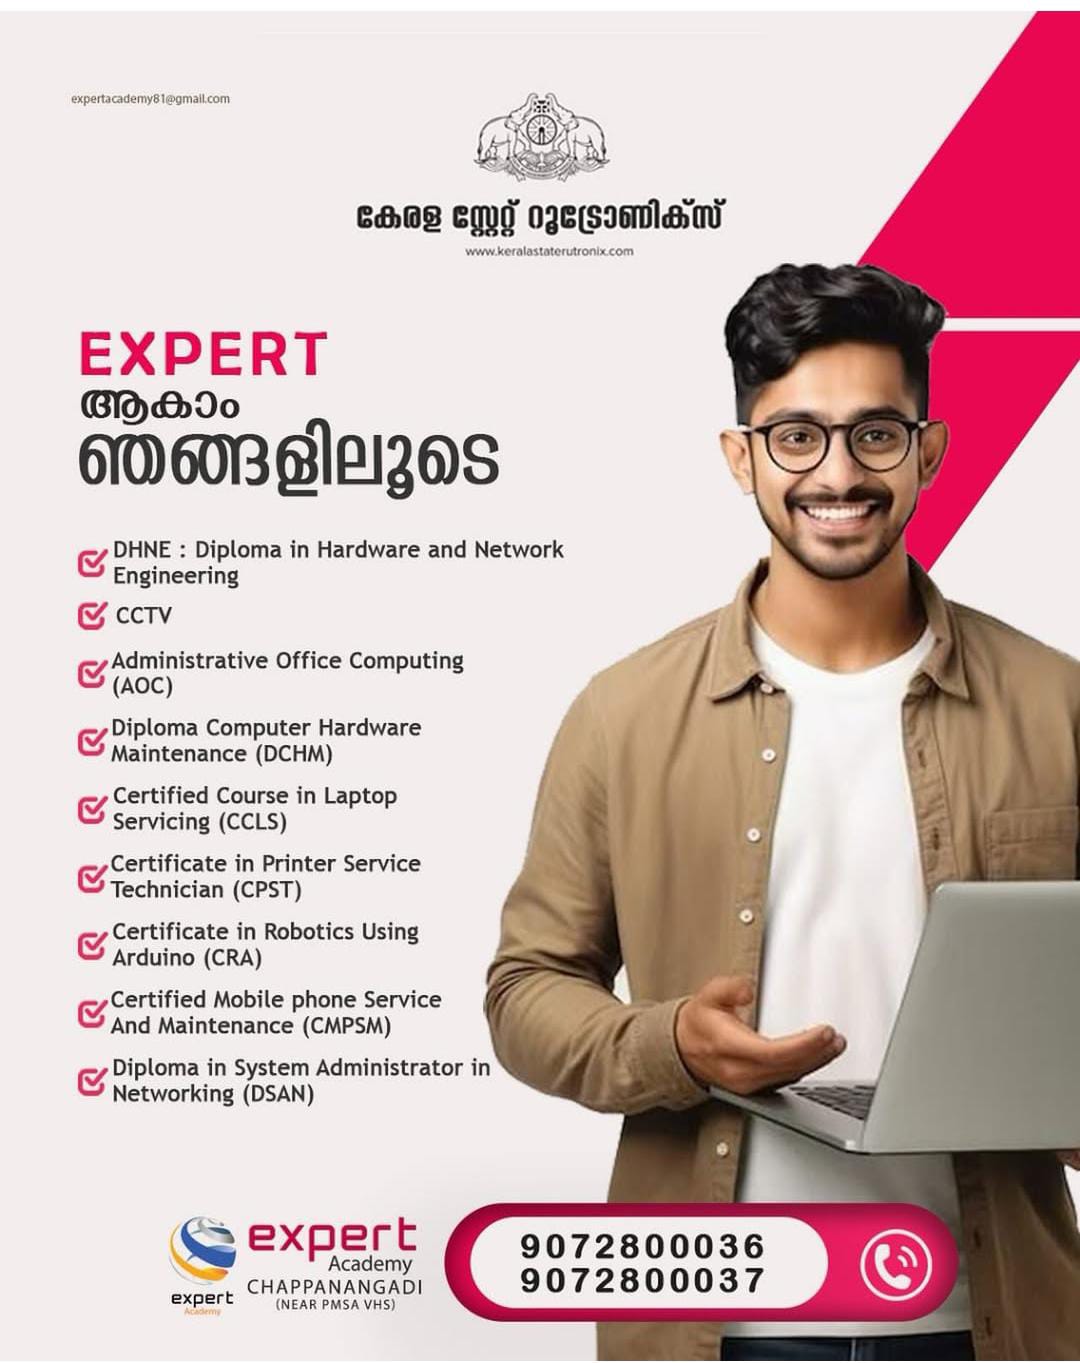 expertacademy81@gmail.com
കേരള സ്റ്റേറ്റ് റൂട്രോണിക്സ്
www.keralastaterutronix.com
EXPERT
ആകാം
ഞങ്ങളിലൂടെ
DHNE : Diploma in Hardware and Network
Engineering
CCTV
Administrative Office Computing
(AOC)
Diploma Computer Hardware
Maintenance (DCHM)
Certified Course in Laptop
Servicing (CCLS)
Certificate in Printer Service
Technician (CPST)
Certificate in Robotics Using
Arduino (CRA)
Certified Mobile phone Service
And Maintenance (CMPSM)
Diploma in System Administrator in
Networking (DSAN)
expert
Academy
expert
Academy
CHAPPANANGADI
(NEAR PMSA VHS)
9072800036
9072800037